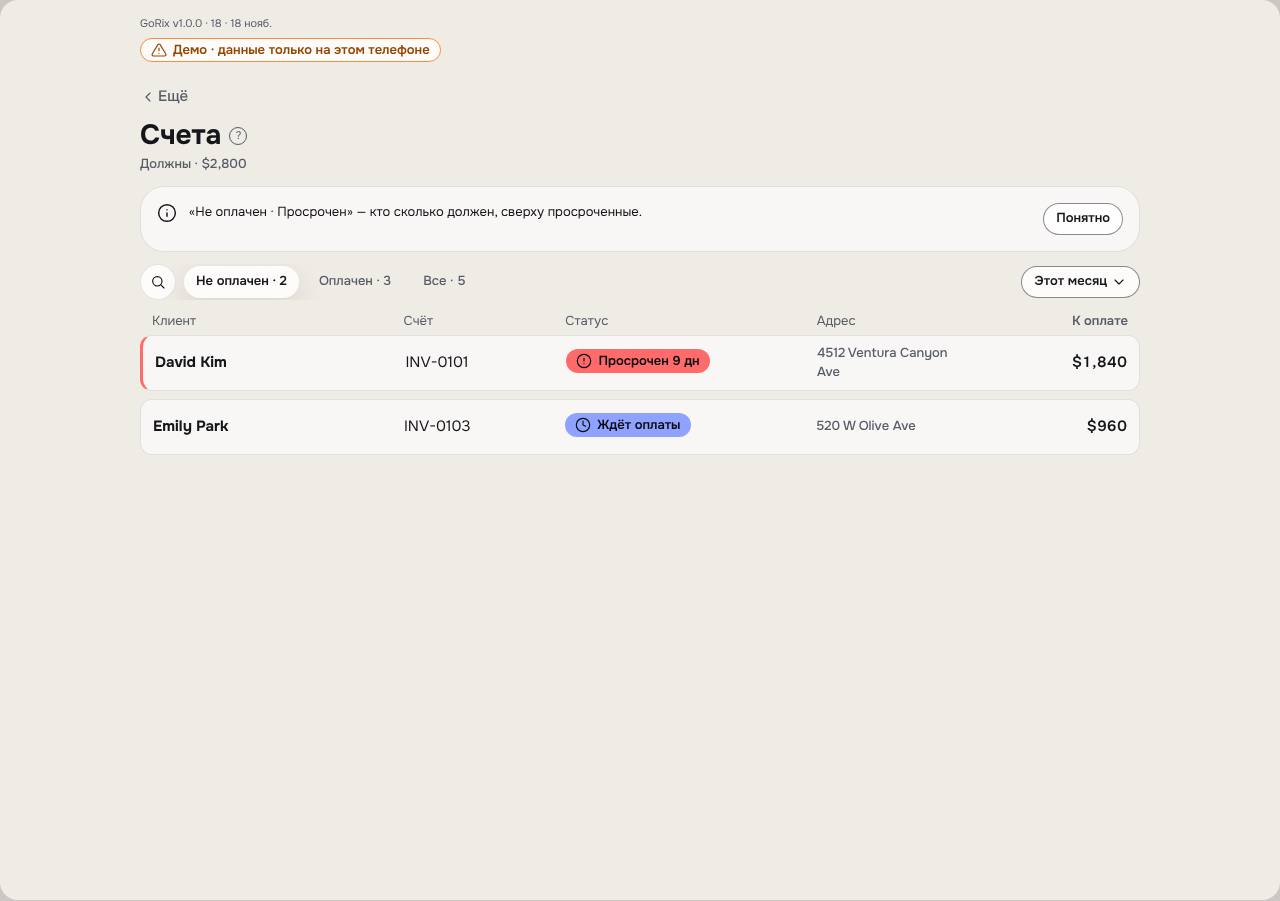 GoRix v1.0.0 · 18 · 18 нояб.
Демо · данные только на этом телефоне
Ещё
Счета ?
Должны · $2,800
«Не оплачен · Просрочен» — кто сколько должен, сверху просроченные.
Понятно
Не оплачен · 2 Оплачен · 3 Все · 5 Этот месяц
Клиент Счёт Статус Адрес К оплате
David Kim INV-0101 Просрочен 9 дн 4512 Ventura Canyon
Ave $1,840
Emily Park INV-0103 Ждёт оплаты 520 W Olive Ave $960